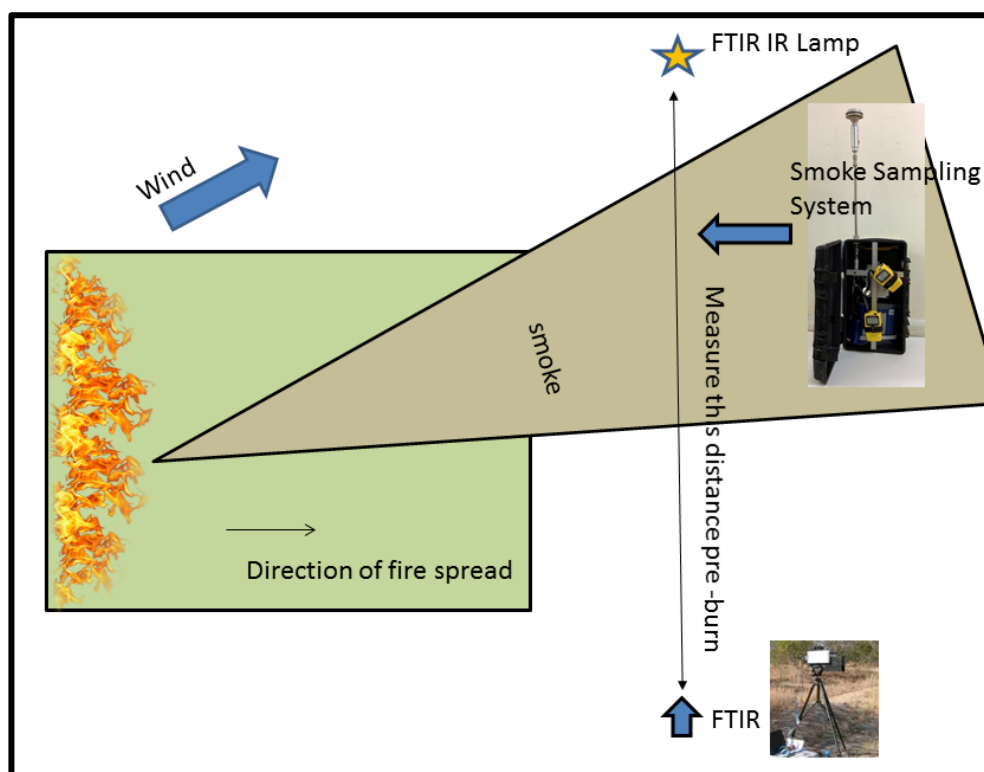 FTIR IR Lamp
Wind
Smoke Sampling
System
smoke
Measure this distance pre -burn
Direction of fire spread
FTIR